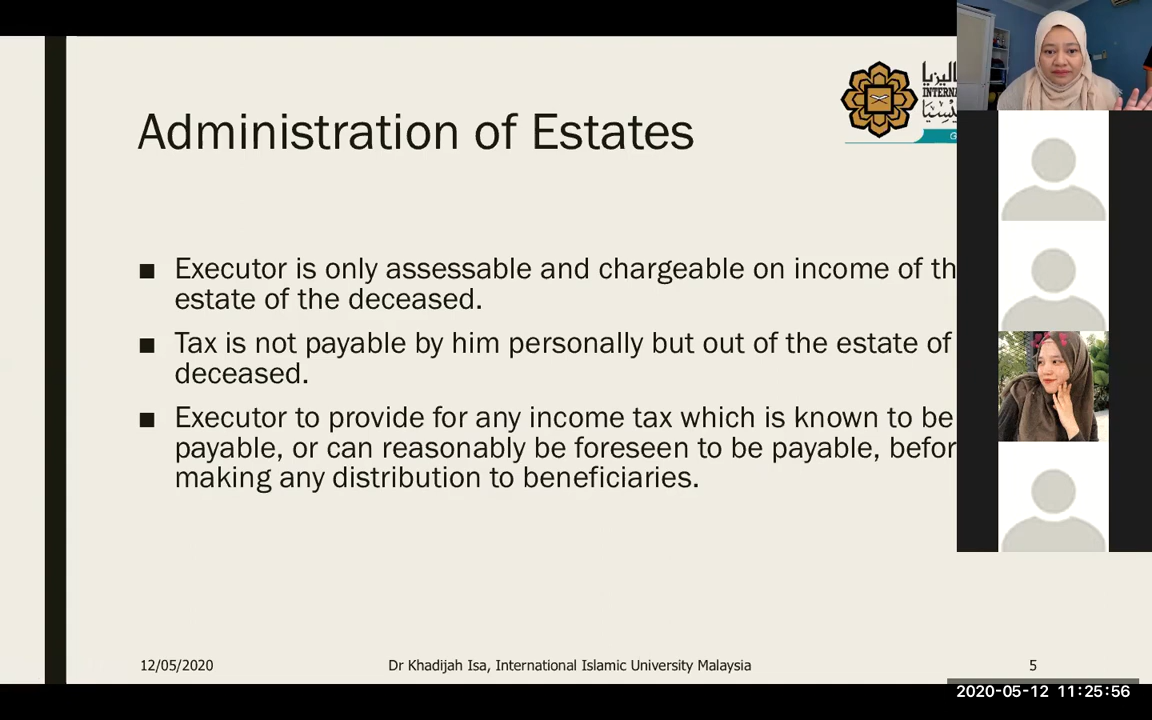 Administration of Estates
INTERNA
■ Executor is only assessable and chargeable on income of th
estate of the deceased.
■ Tax is not payable by him personally but out of the estate of
deceased.
■ Executor to provide for any income tax which is known to be
payable, or can reasonably be foreseen to be payable, befor
making any distribution to beneficiaries.
12/05/2020 Dr Khadijah Isa, International Islamic University Malaysia 5
2020-05-12 11:25:56